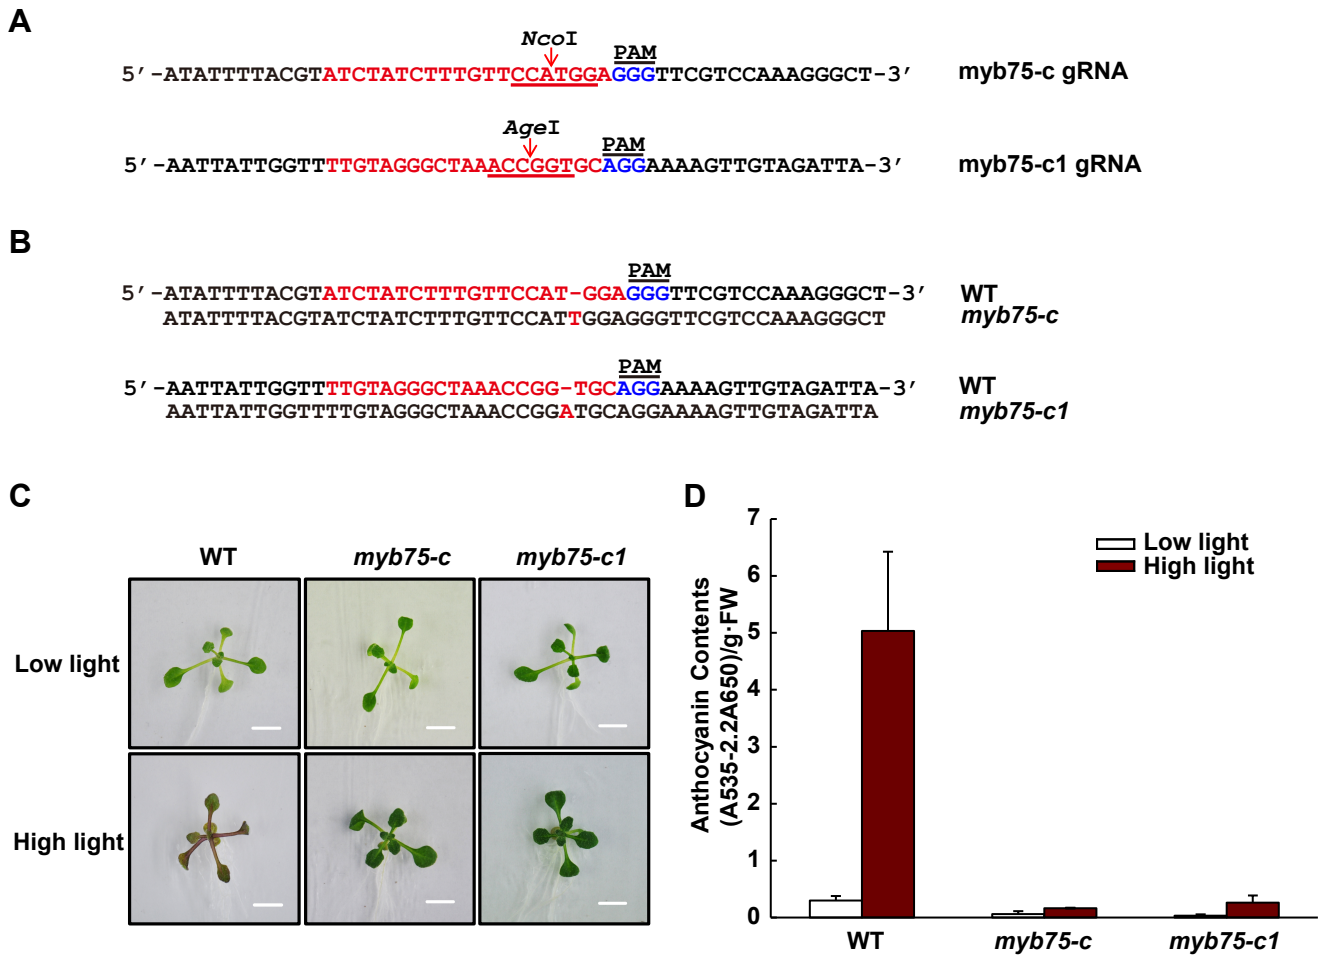 A
NcoI
PAM
5′-ATATTTTACGTATCTATCTTTGTTCCATGGAGGGTTCGTCCAAAGGGCT-3′ myb75-c gRNA
AgeI
PAM
5′-AATTATTGGTTTTGTAGGGCTAAACCGGTGCAGGAAAAGTTGTAGATTA-3′ myb75-c1 gRNA
B
PAM
5′-ATATTTTACGTATCTATCTTTGTTCCAT-GGAGGGTTCGTCCAAAGGGCT-3′ WT
ATATTTTACGTATCTATCTTTGTTCCATTGGAGGGTTCGTCCAAAGGGCT myb75-c
PAM
5′-AATTATTGGTTTTGTAGGGCTAAACCGG-TGCAGGAAAAGTTGTAGATTA-3′ WT
AATTATTGGTTTTGTAGGGCTAAACCGGATGCAGGAAAAGTTGTAGATTA myb75-c1
C
WT myb75-c myb75-c1
Low light
High light
D
Anthocyanin Contents
(A535-2.2A650)/g·FW
7
6
5
4
3
2
1
0
Low light
High light
WT myb75-c myb75-c1